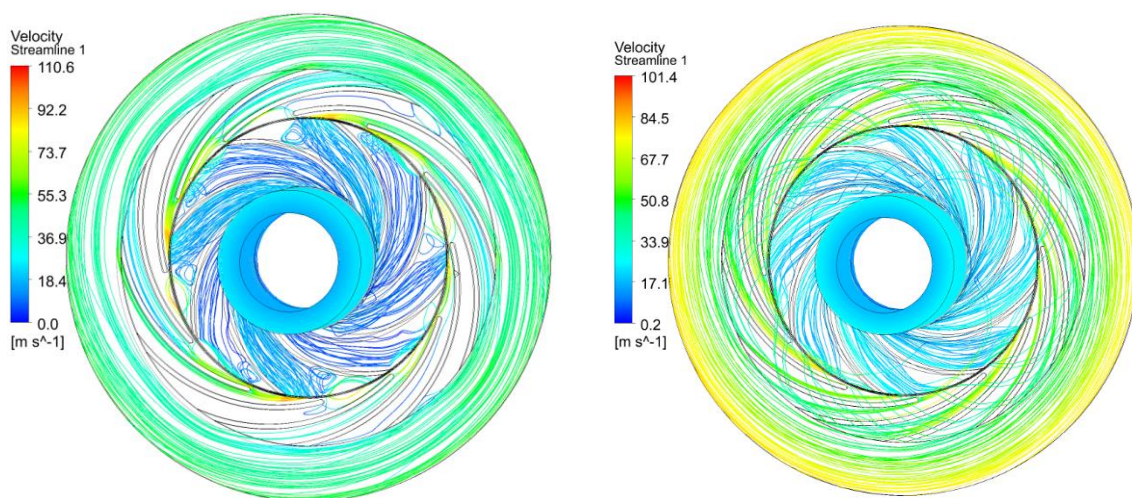 Velocity
Streamline 1
110.6
92.2
73.7
55.3
36.9
18.4
0.0
[m s^-1]
Velocity
Streamline 1
101.4
84.5
67.7
50.8
33.9
17.1
0.2
[m s^-1]